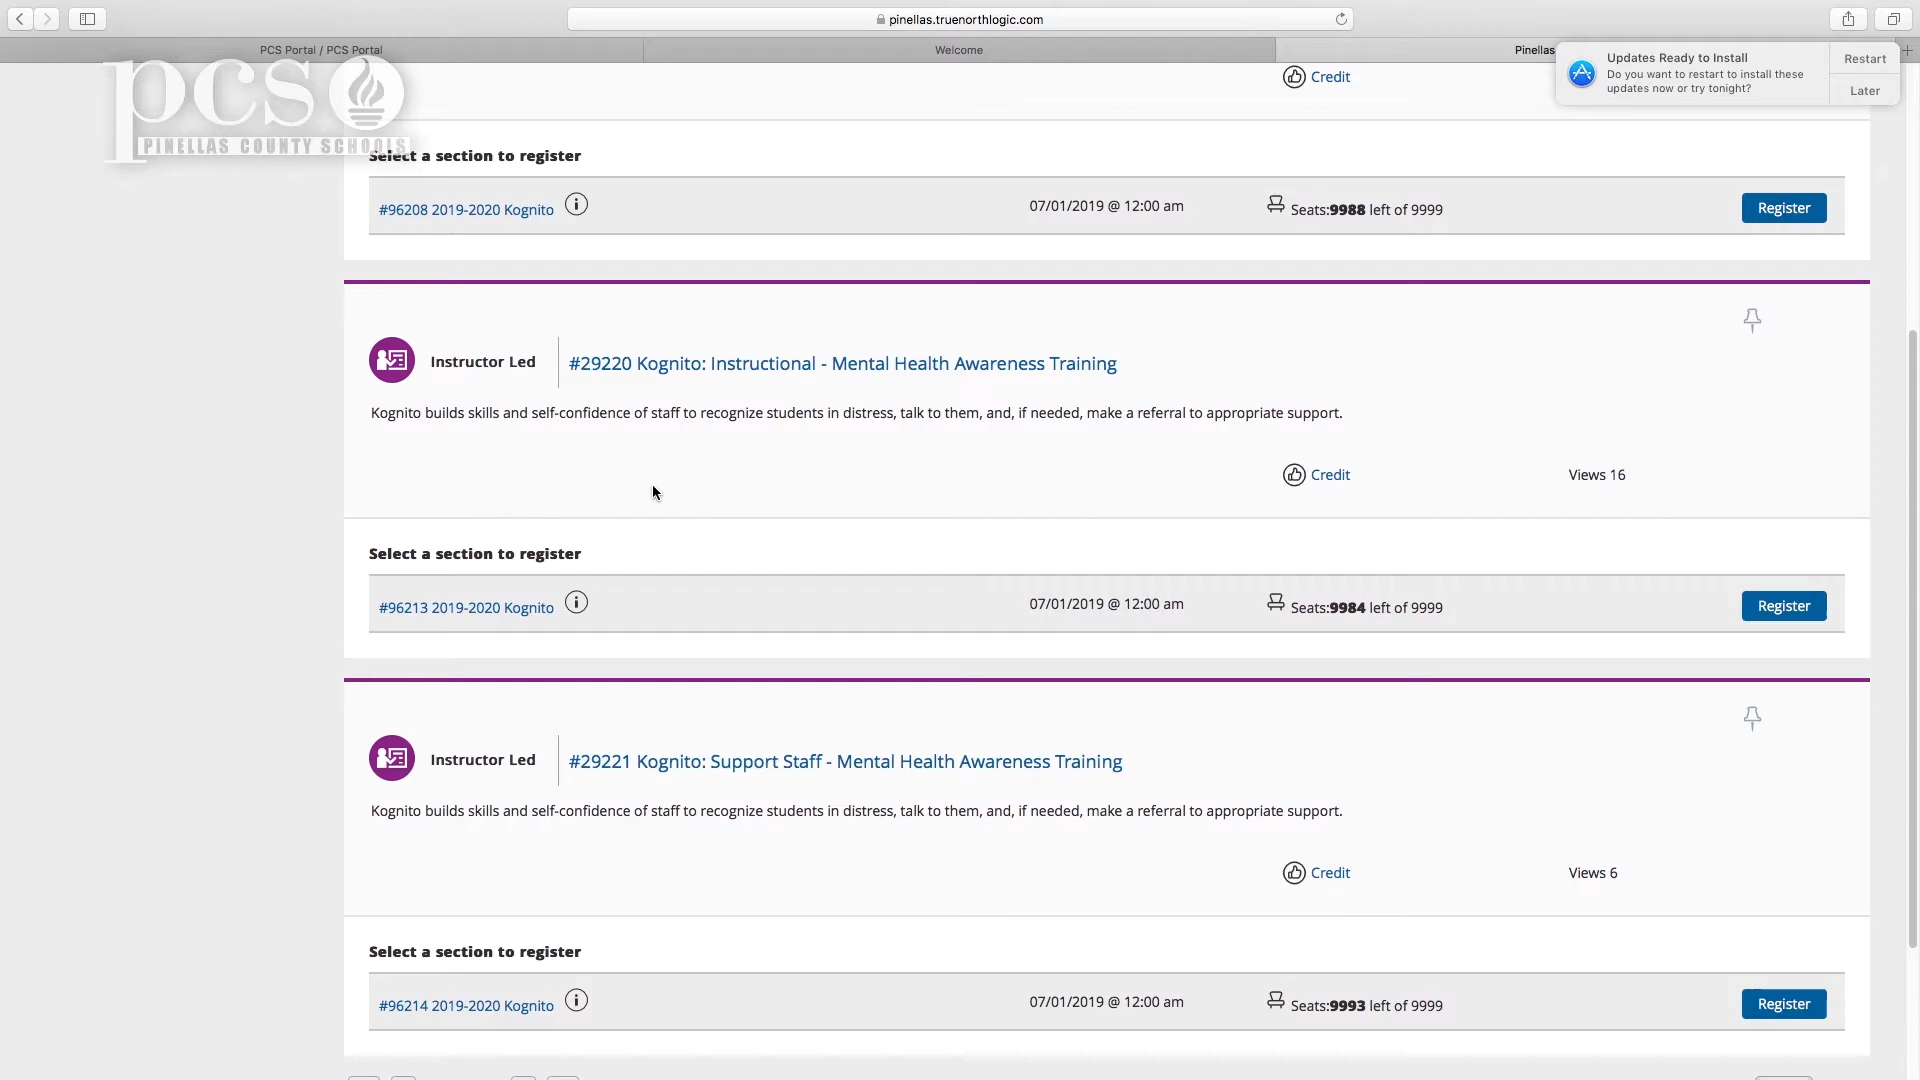 pinellas.truenorthlogic.com
PCS Portal / PCS Portal
Welcome
Pinellas
Updates Ready to Install
Do you want to restart to install these
updates now or try tonight?
Restart
Later
pcs
PINELLAS COUNTY SCHOOLS
Credit
Select a section to register
#96208 2019-2020 Kognito
07/01/2019 @ 12:00 am
Seats:9988 left of 9999
Register
Instructor Led
#29220 Kognito: Instructional - Mental Health Awareness Training
Kognito builds skills and self-confidence of staff to recognize students in distress, talk to them, and, if needed, make a referral to appropriate support.
Credit
Views 16
Select a section to register
#96213 2019-2020 Kognito
07/01/2019 @ 12:00 am
Seats:9984 left of 9999
Register
Instructor Led
#29221 Kognito: Support Staff - Mental Health Awareness Training
Kognito builds skills and self-confidence of staff to recognize students in distress, talk to them, and, if needed, make a referral to appropriate support.
Credit
Views 6
Select a section to register
#96214 2019-2020 Kognito
07/01/2019 @ 12:00 am
Seats:9993 left of 9999
Register